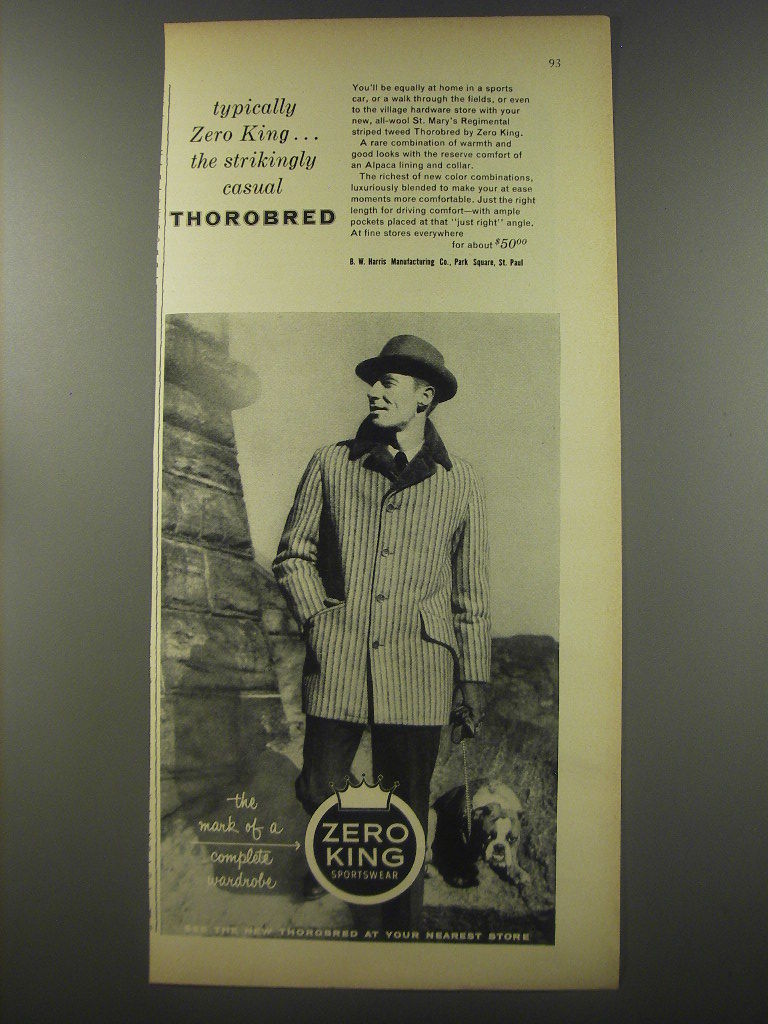 93
typically
Zero King...
the strikingly
casual
THOROBRED
You'll be equally at home in a sports
car, or a walk through the fields, or even
to the village hardware store with your
new, all-wool St. Mary's Regimental
striped tweed Thorobred by Zero King.
A rare combination of warmth and
good looks with the reserve comfort of
an Alpaca lining and collar.
The richest of new color combinations,
luxuriously blended to make your at ease
moments more comfortable. Just the right
length for driving comfort—with ample
pockets placed at that "just right" angle.
At fine stores everywhere
for about $50⁰⁰
B. W. Harris Manufacturing Co., Park Square, St. Paul
the
mark of a
complete
wardrobe
ZERO
KING
SPORTSWEAR
SEE THE NEW THOROBRED AT YOUR NEAREST STORE